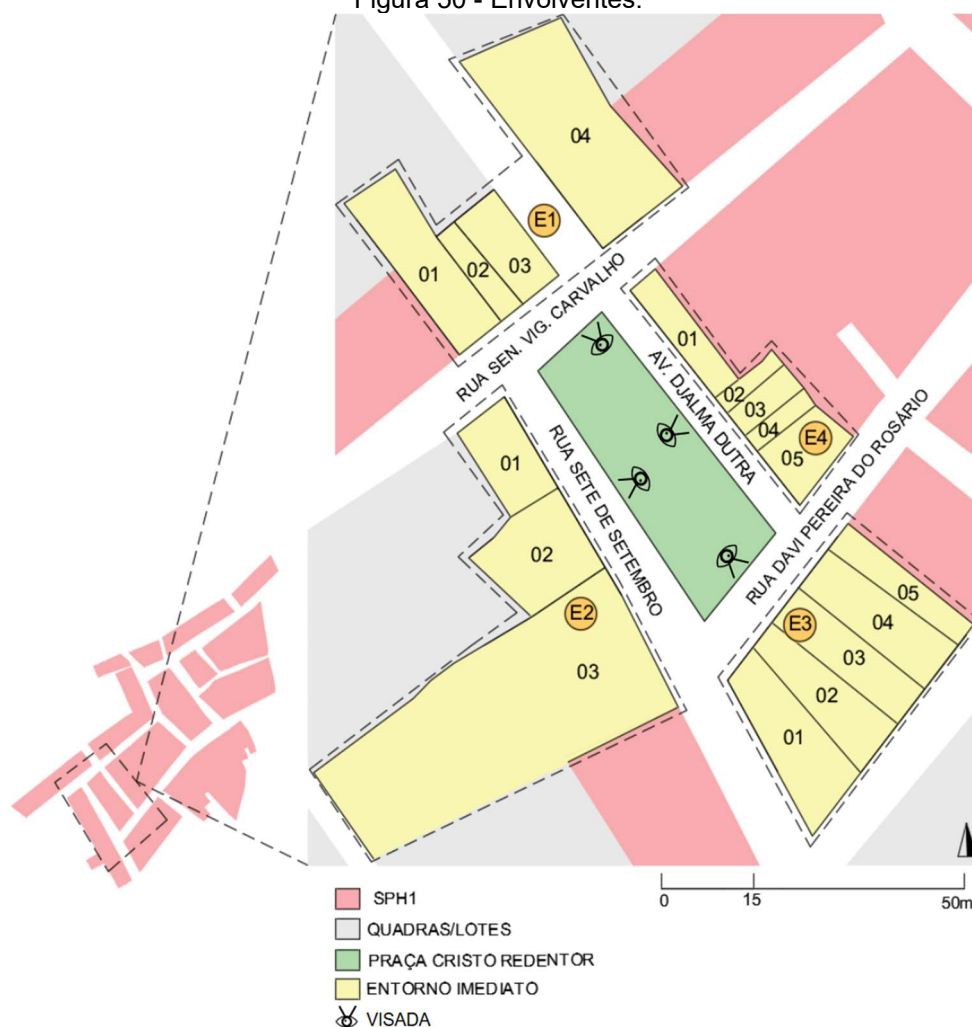 Figura 50 - Envolventes.
04
E1
01
02
03
RUA SEN. VIG. CARVALHO
01
02
03
04
05
E4
AV. DJALMA DUTRA
RUA SETE DE SETEMBRO
RUA DAVI PEREIRA DO ROSÁRIO
01
02
E2
03
E3
05
04
03
02
01
0
15
50m
SPH1
QUADRAS/LOTES
PRAÇA CRISTO REDENTOR
ENTORNO IMEDIATO
VISADA